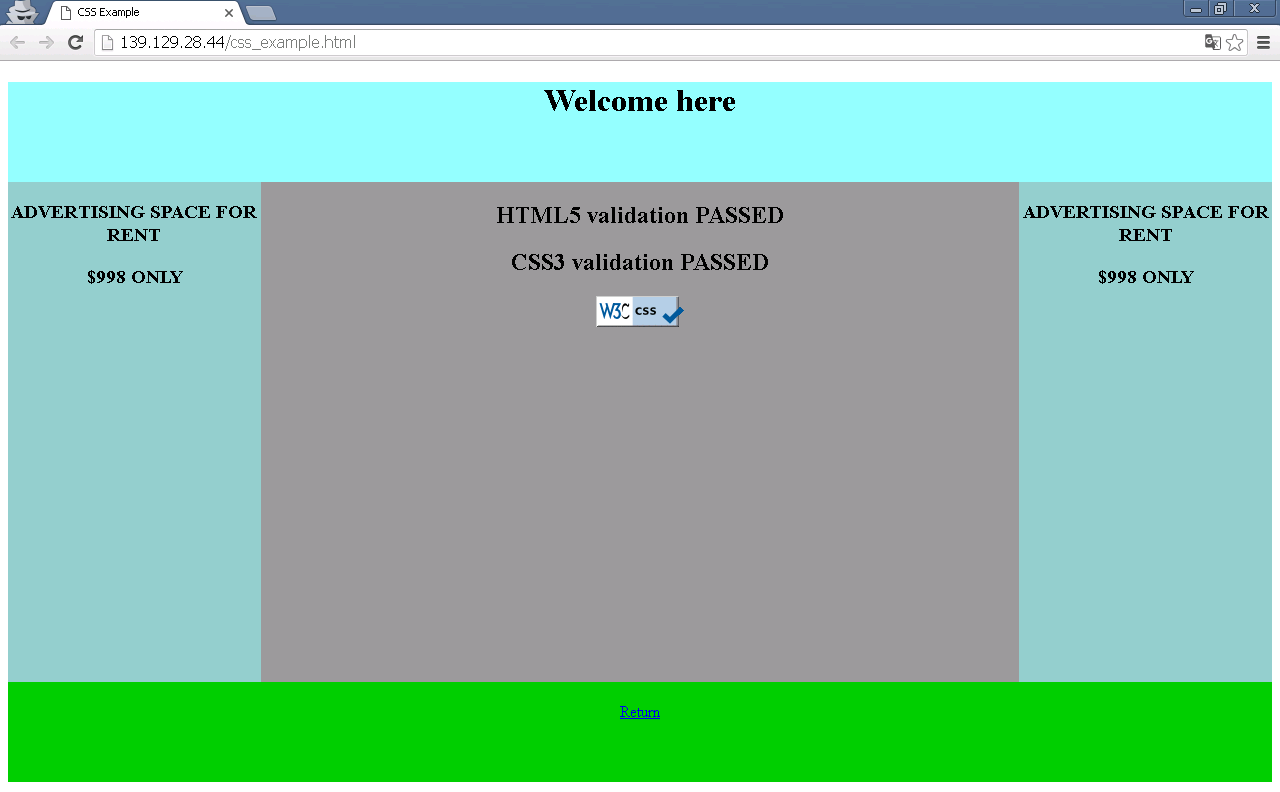 CSS Example
139.129.28.44/css_example.html
Welcome here
ADVERTISING SPACE FOR
RENT
$998 ONLY
HTML5 validation PASSED
CSS3 validation PASSED
W3C css
ADVERTISING SPACE FOR
RENT
$998 ONLY
Return